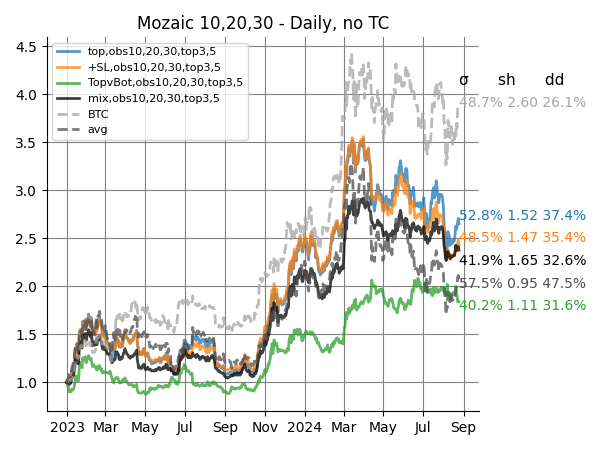 Mozaic 10,20,30 - Daily, no TC
top,obs10,20,30,top3,5
+SL,obs10,20,30,top3,5
TopvBot,obs10,20,30,top3,5
mix,obs10,20,30,top3,5
BTC
avg
σ sh dd
48.7% 2.60 26.1%
52.8% 1.52 37.4%
48.5% 1.47 35.4%
41.9% 1.65 32.6%
57.5% 0.95 47.5%
40.2% 1.11 31.6%
4.5
4.0
3.5
3.0
2.5
2.0
1.5
1.0
2023 Mar May Jul Sep Nov 2024 Mar May Jul Sep